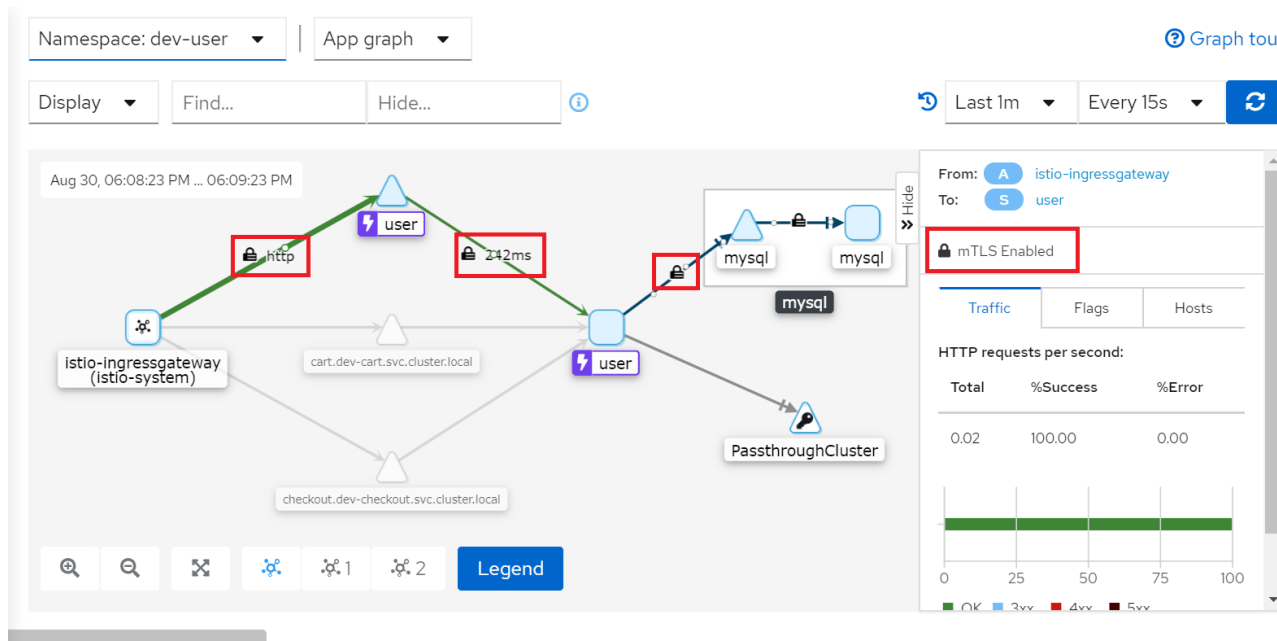 Namespace: dev-user
App graph
Graph tou
Display
Find...
Hide...
Last 1m
Every 15s
Aug 30, 06:08:23 PM ... 06:09:23 PM
Hide
user
http
242ms
mysql
mysql
mysql
istio-ingressgateway
(istio-system)
cart.dev-cart.svc.cluster.local
user
PassthroughCluster
checkout.dev-checkout.svc.cluster.local
1
2
Legend
From: A istio-ingressgateway
To: S user
mTLS Enabled
Traffic Flags Hosts
HTTP requests per second:
Total %Success %Error
0.02 100.00 0.00
0 25 50 75 100
OK 3xx 4xx 5xx